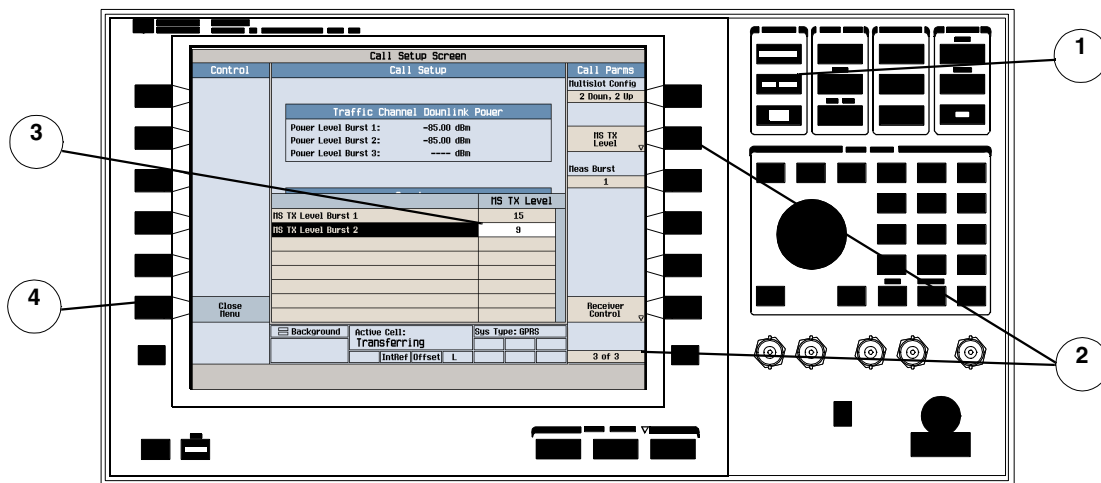 1
3
4
2
Call Setup Screen
Control
Call Setup
Call Parms
Traffic Channel Downlink Power
Power Level Burst 1: -85.00 dBm
Power Level Burst 2: -85.00 dBm
Power Level Burst 3: ---- dBm
MS TX Level
MS TX Level Burst 1 15
MS TX Level Burst 2 9
Close
Menu
Background
Active Cell:
Transferring
Sys Type: GPRS
IntRef Offset L
Multislot Config
2 Down, 2 Up
MS TX
Level
Meas Burst
1
Receiver
Control
3 of 3